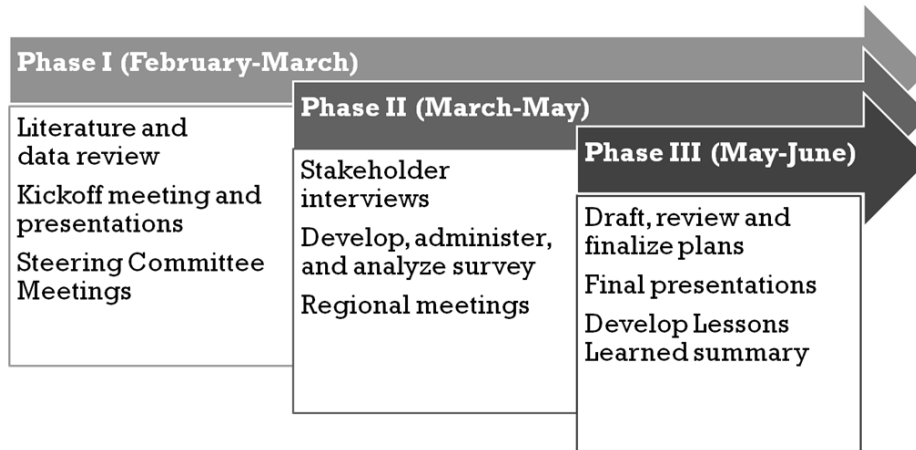 Phase I (February-March)
Literature and
data review
Kickoff meeting and
presentations
Steering Committee
Meetings
Phase II (March-May)
Stakeholder
interviews
Develop, administer,
and analyze survey
Regional meetings
Phase III (May-June)
Draft, review and
finalize plans
Final presentations
Develop Lessons
Learned summary